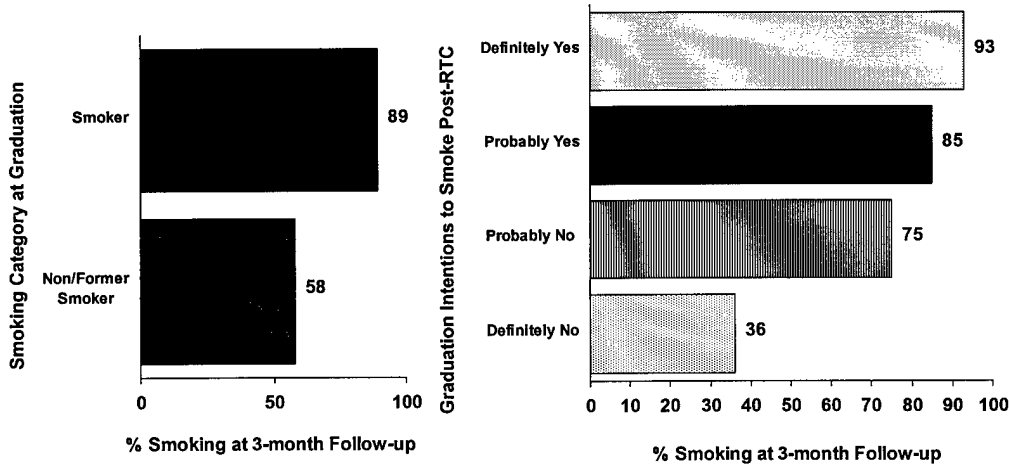 Smoking Category at Graduation
Smoker
89
Non/Former
Smoker
58
0 50 100
% Smoking at 3-month Follow-up
Graduation Intentions to Smoke Post-RTC
Definitely Yes
93
Probably Yes
85
Probably No
75
Definitely No
36
0 10 20 30 40 50 60 70 80 90 100
% Smoking at 3-month Follow-up